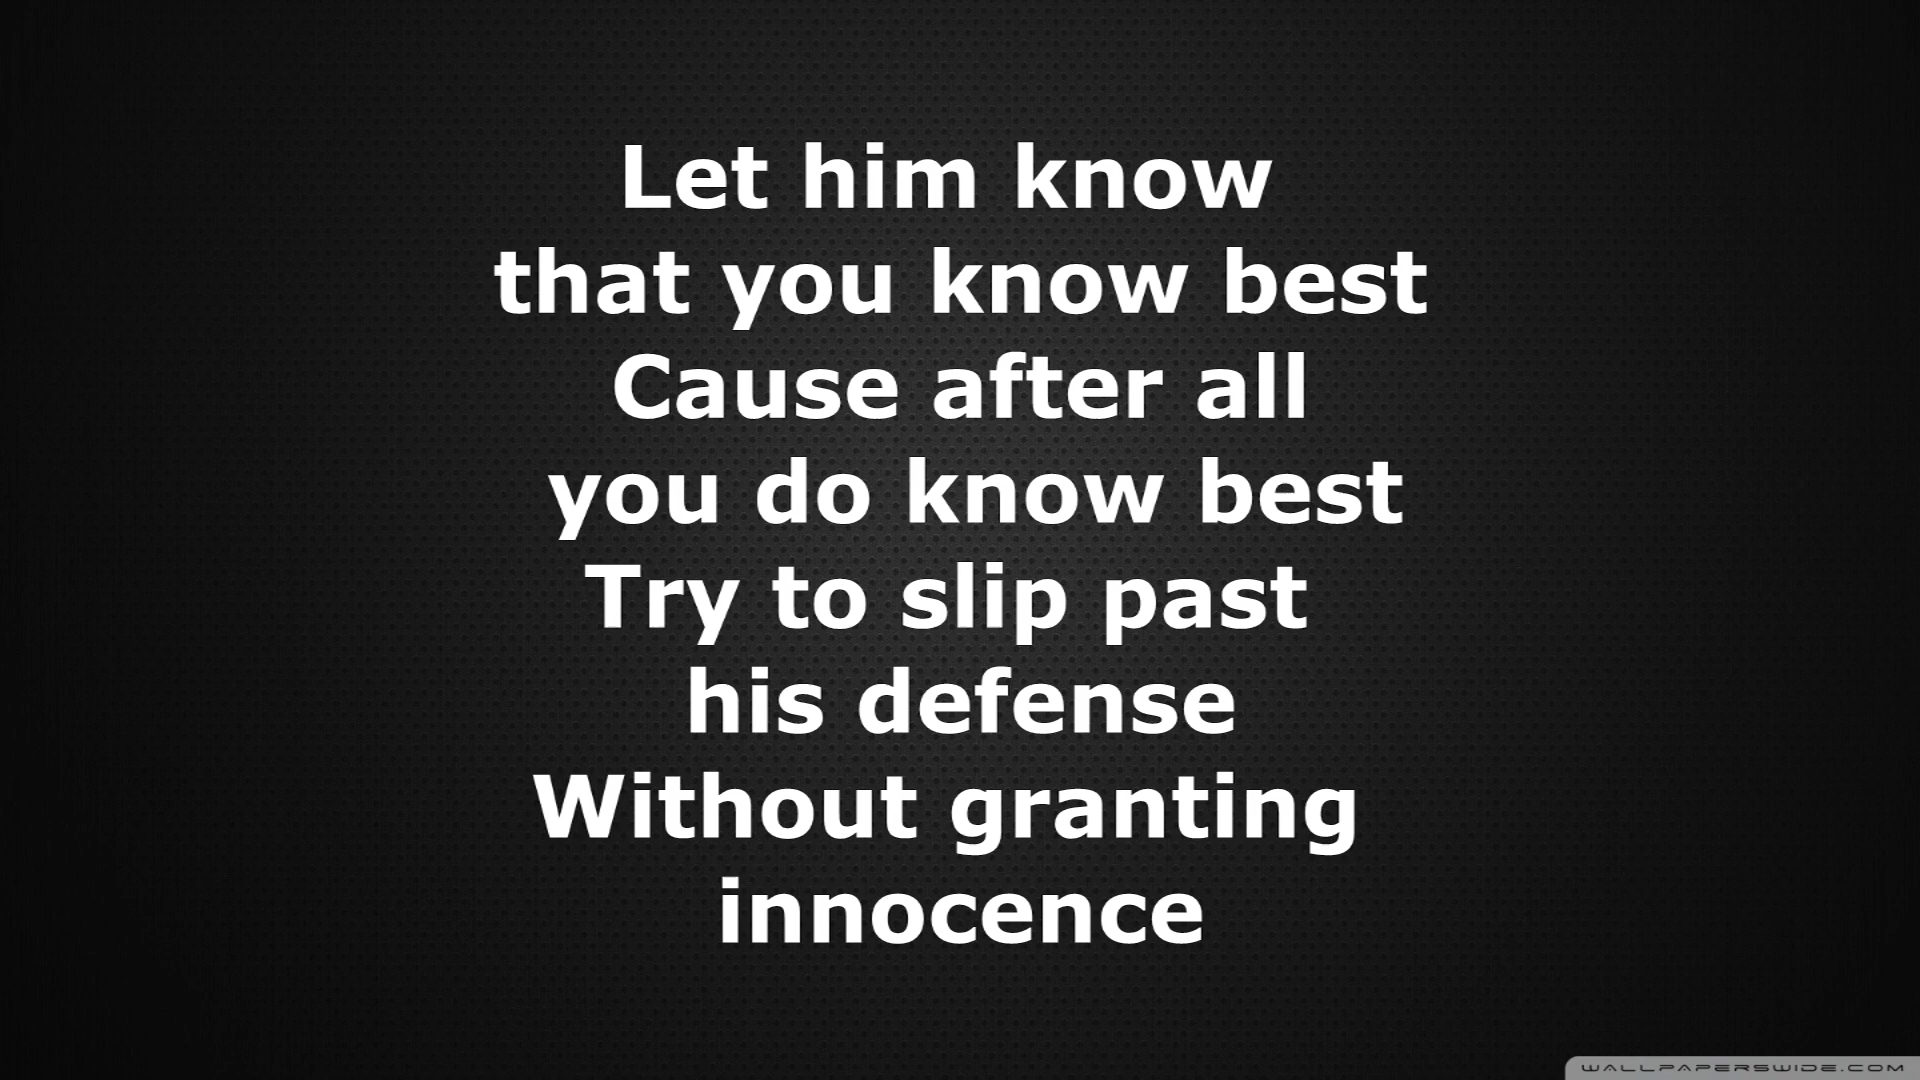 Let him know
that you know best
Cause after all
you do know best
Try to slip past
his defense
Without granting
innocence
WALLPAPERSWIDE.COM